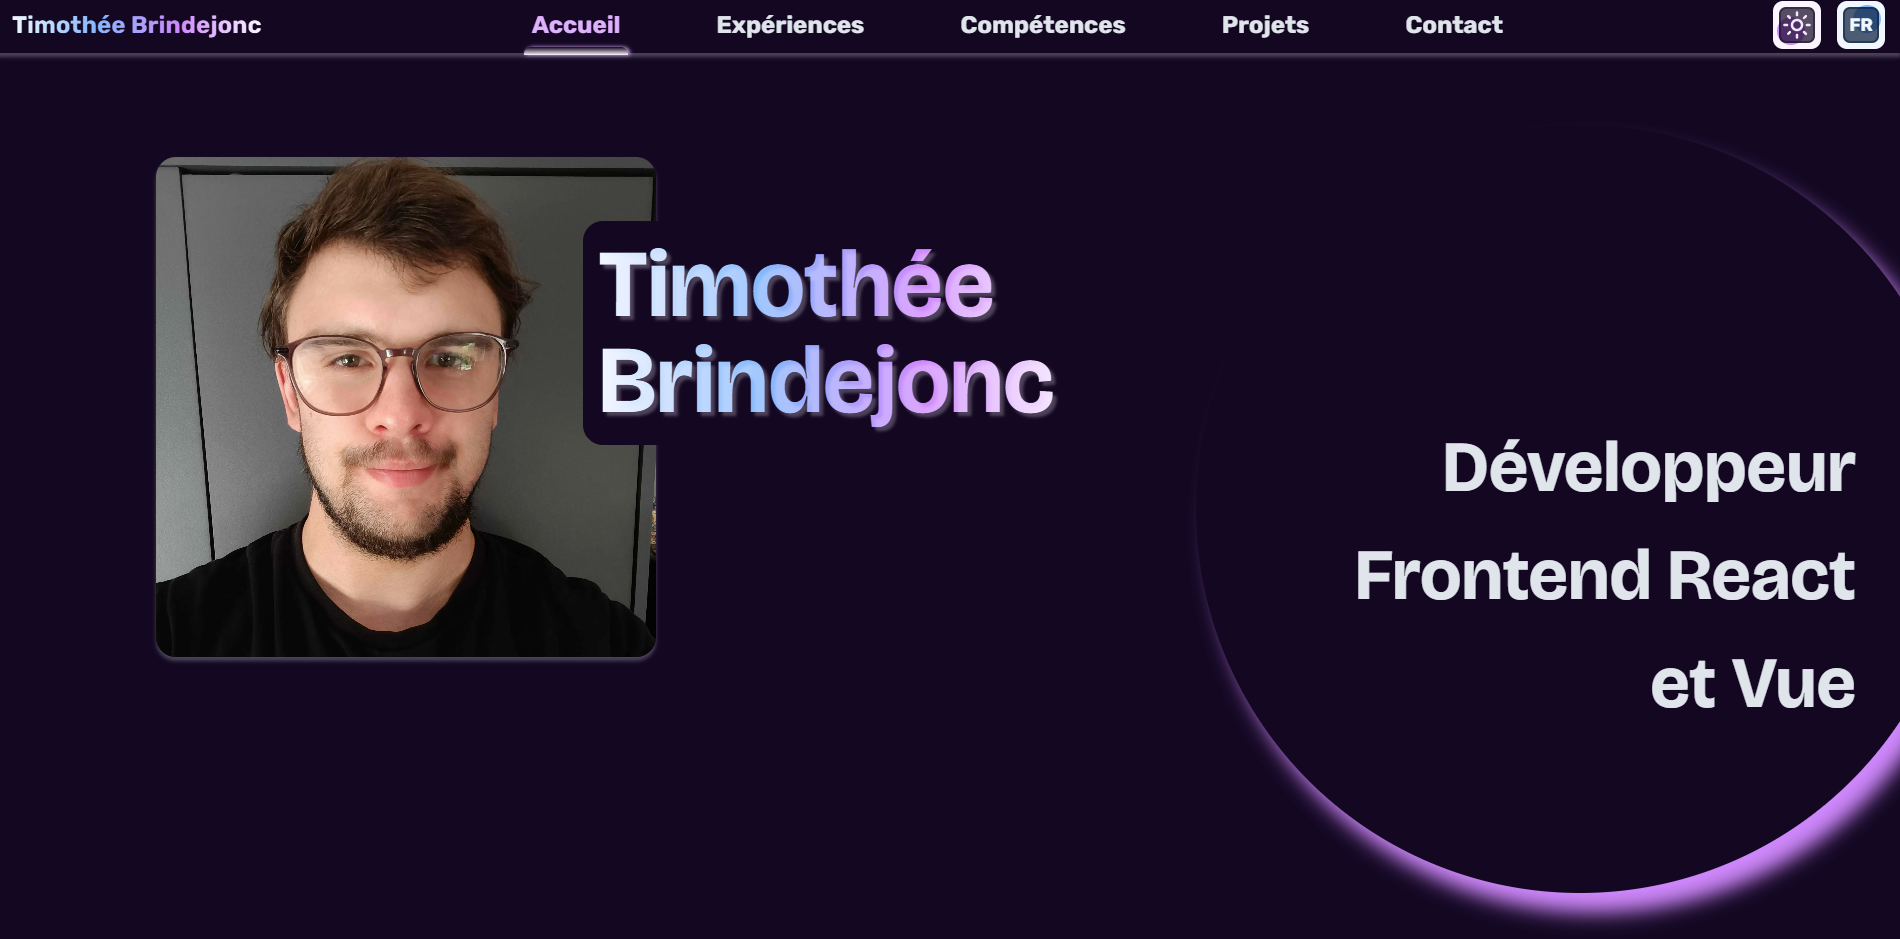 Timothée Brindejonc
Accueil
Expériences
Compétences
Projets
Contact
FR
Timothée
Brindejonc
Développeur
Frontend React
et Vue